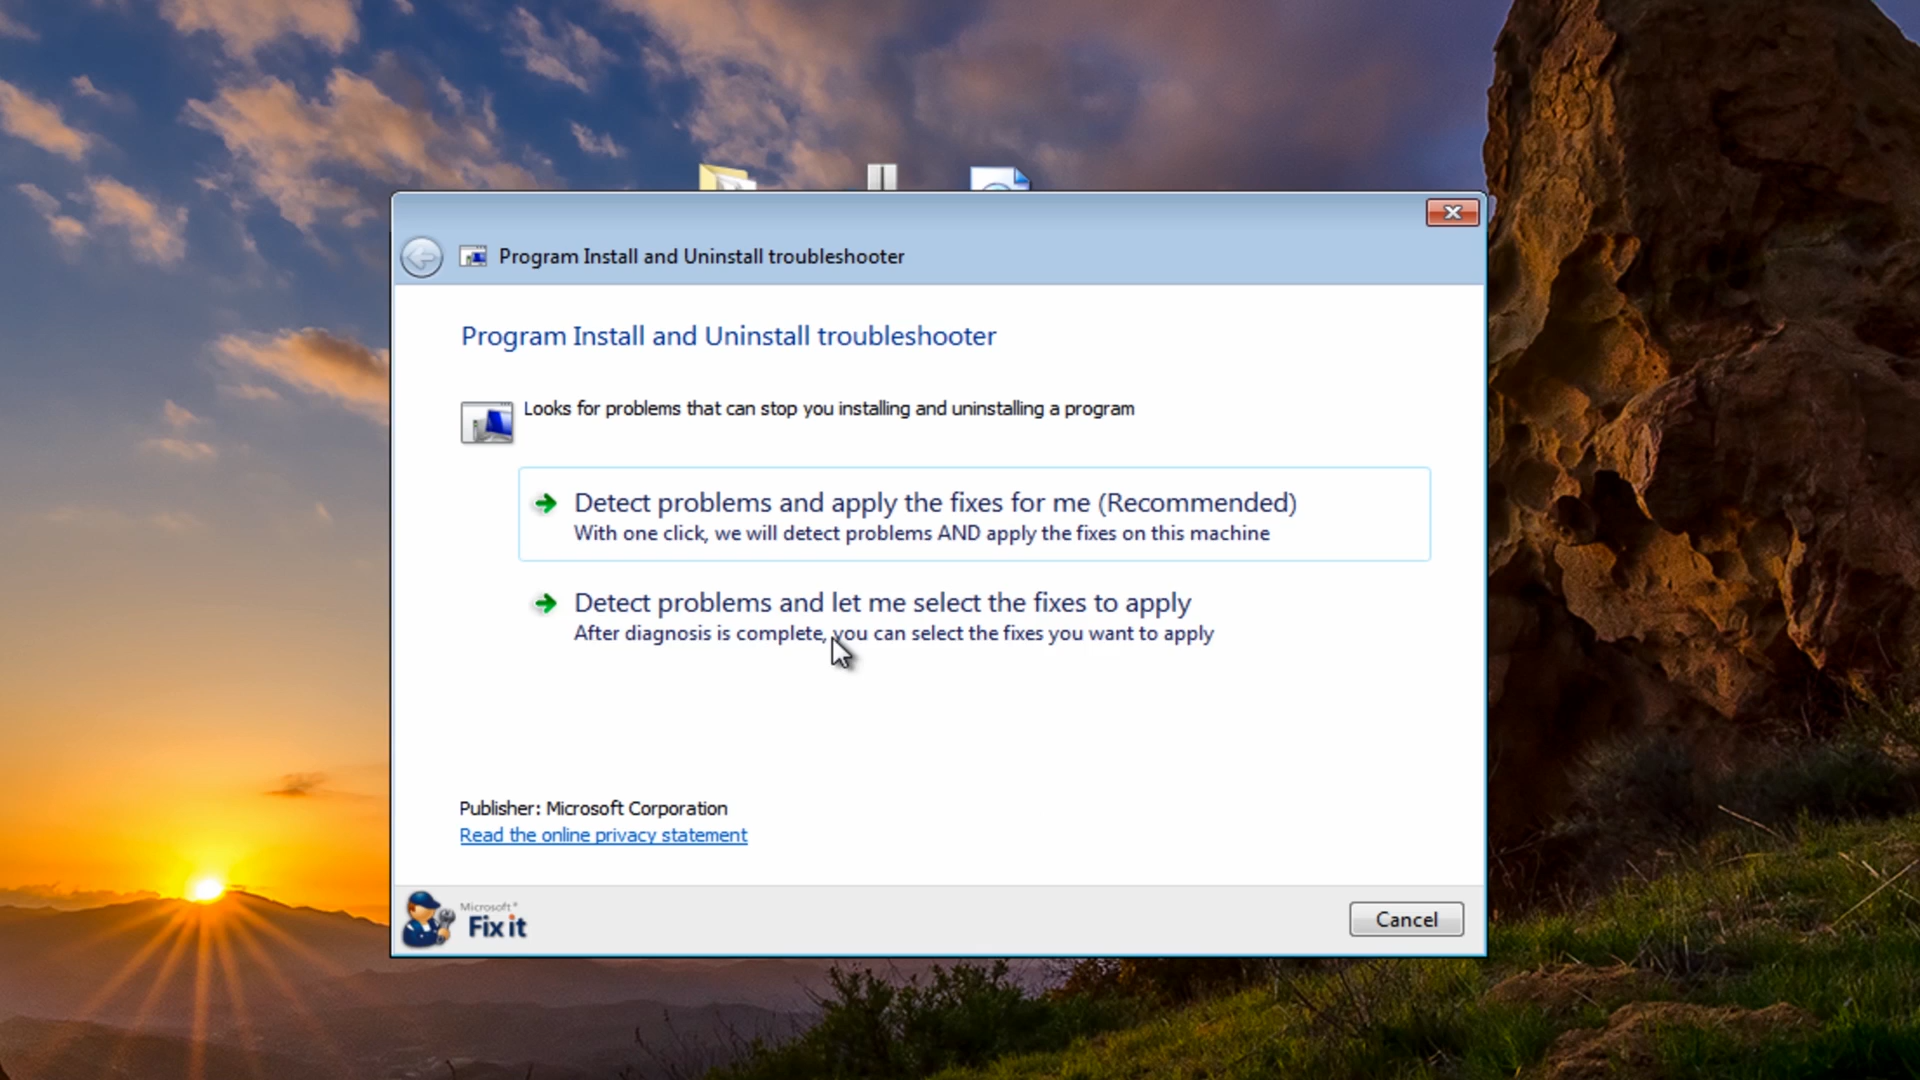 Program Install and Uninstall troubleshooter
Program Install and Uninstall troubleshooter
Looks for problems that can stop you installing and uninstalling a program
Detect problems and apply the fixes for me (Recommended)
With one click, we will detect problems AND apply the fixes on this machine
Detect problems and let me select the fixes to apply
After diagnosis is complete, you can select the fixes you want to apply
Publisher: Microsoft Corporation
Read the online privacy statement
Microsoft®
Fix it
Cancel